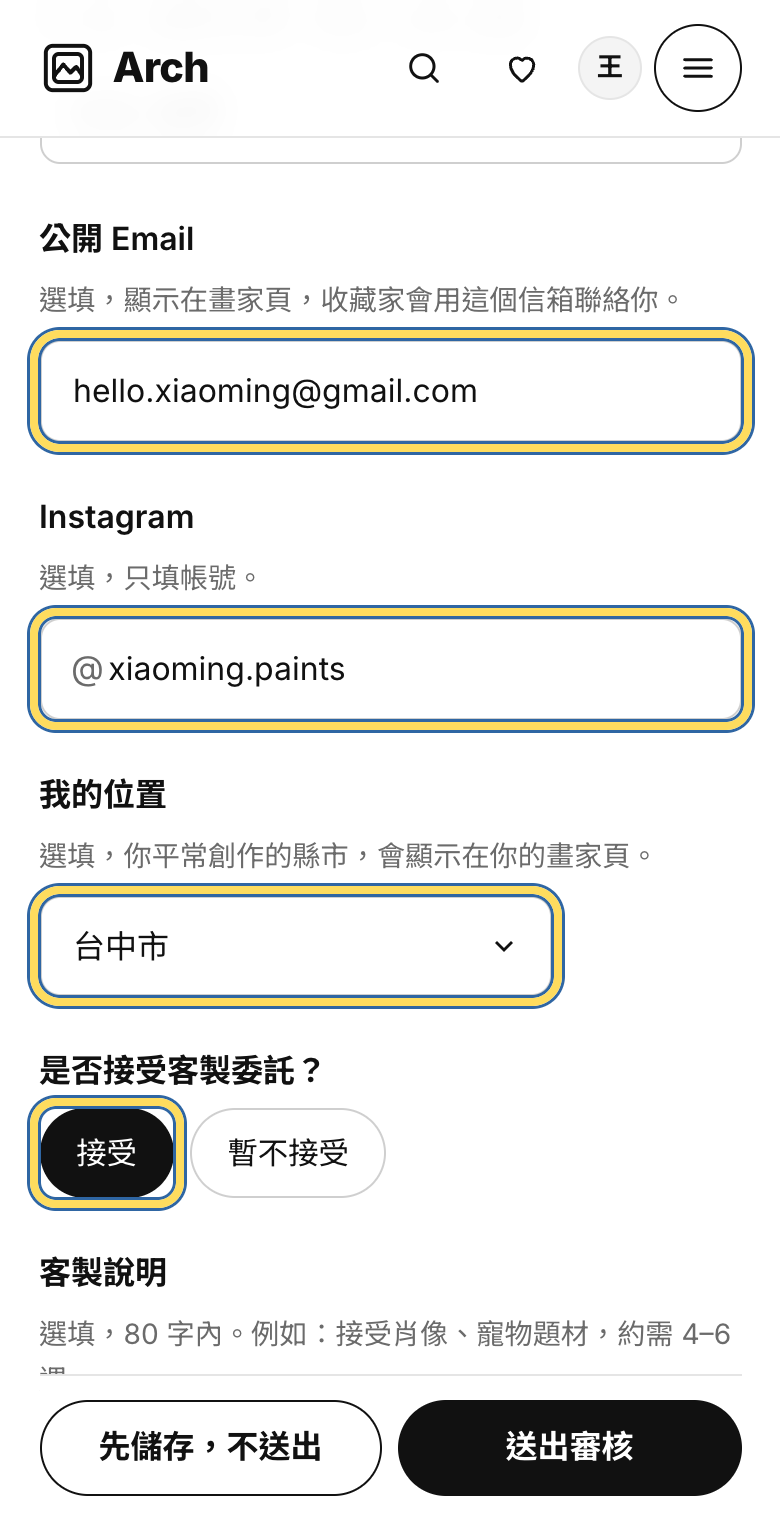 Arch
王
公開 Email
選填，顯示在畫家頁，收藏家會用這個信箱聯絡你。
hello.xiaoming@gmail.com
Instagram
選填，只填帳號。
@ xiaoming.paints
我的位置
選填，你平常創作的縣市，會顯示在你的畫家頁。
台中市
是否接受客製委託？
接受 暫不接受
客製說明
選填，80 字內。例如：接受肖像、寵物題材，約需 4–6
先儲存，不送出 送出審核